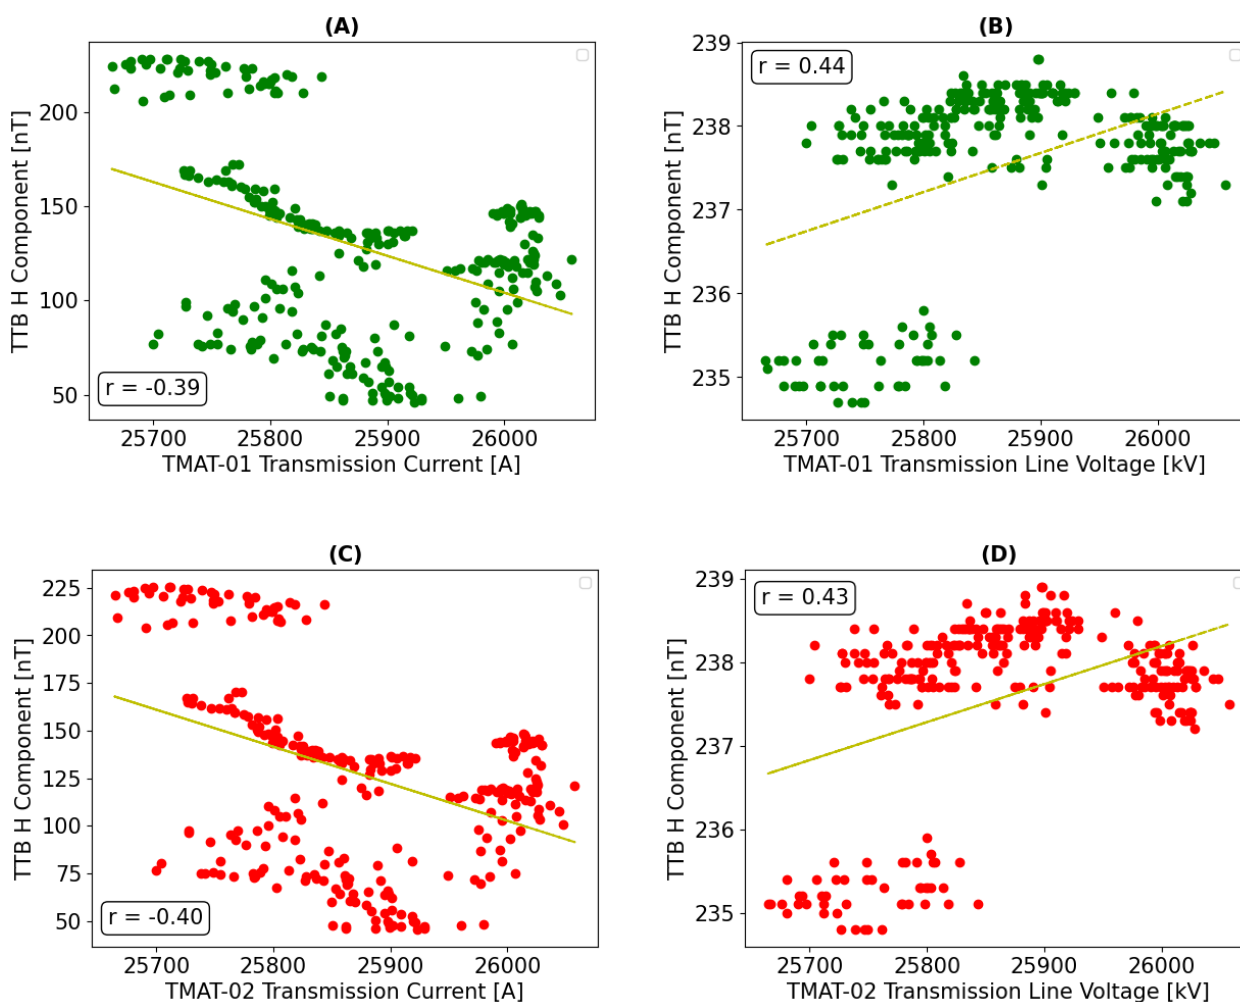 (A)
TTB H Component [nT]
200
150
100
50
r = -0.39
25700 25800 25900 26000
TMAT-01 Transmission Current [A]
(B)
TTB H Component [nT]
239
238
237
236
235
r = 0.44
25700 25800 25900 26000
TMAT-01 Transmission Line Voltage [kV]
(C)
TTB H Component [nT]
225
200
175
150
125
100
75
50
r = -0.40
25700 25800 25900 26000
TMAT-02 Transmission Current [A]
(D)
TTB H Component [nT]
239
238
237
236
235
r = 0.43
25700 25800 25900 26000
TMAT-02 Transmission Line Voltage [kV]